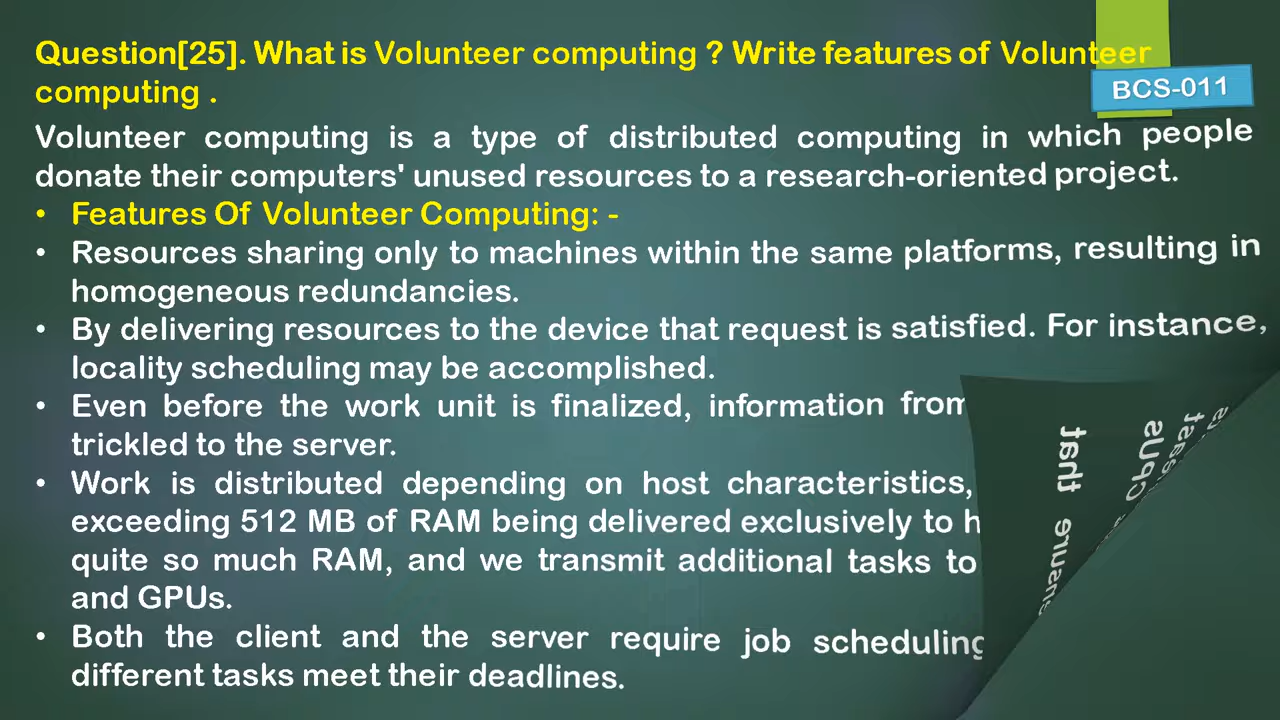 Question[25]. What is Volunteer computing ? Write features of Volunteer
computing .
BCS-011
Volunteer computing is a type of distributed computing in which people
donate their computers' unused resources to a research-oriented project.
• Features Of Volunteer Computing: -
• Resources sharing only to machines within the same platforms, resulting in
homogeneous redundancies.
• By delivering resources to the device that request is satisfied. For instance,
locality scheduling may be accomplished.
• Even before the work unit is finalized, information from
trickled to the server.
• Work is distributed depending on host characteristics,
exceeding 512 MB of RAM being delivered exclusively to
quite so much RAM, and we transmit additional tasks to
and GPUs.
• Both the client and the server require job scheduling
different tasks meet their deadlines.
that
ensure
CPUs